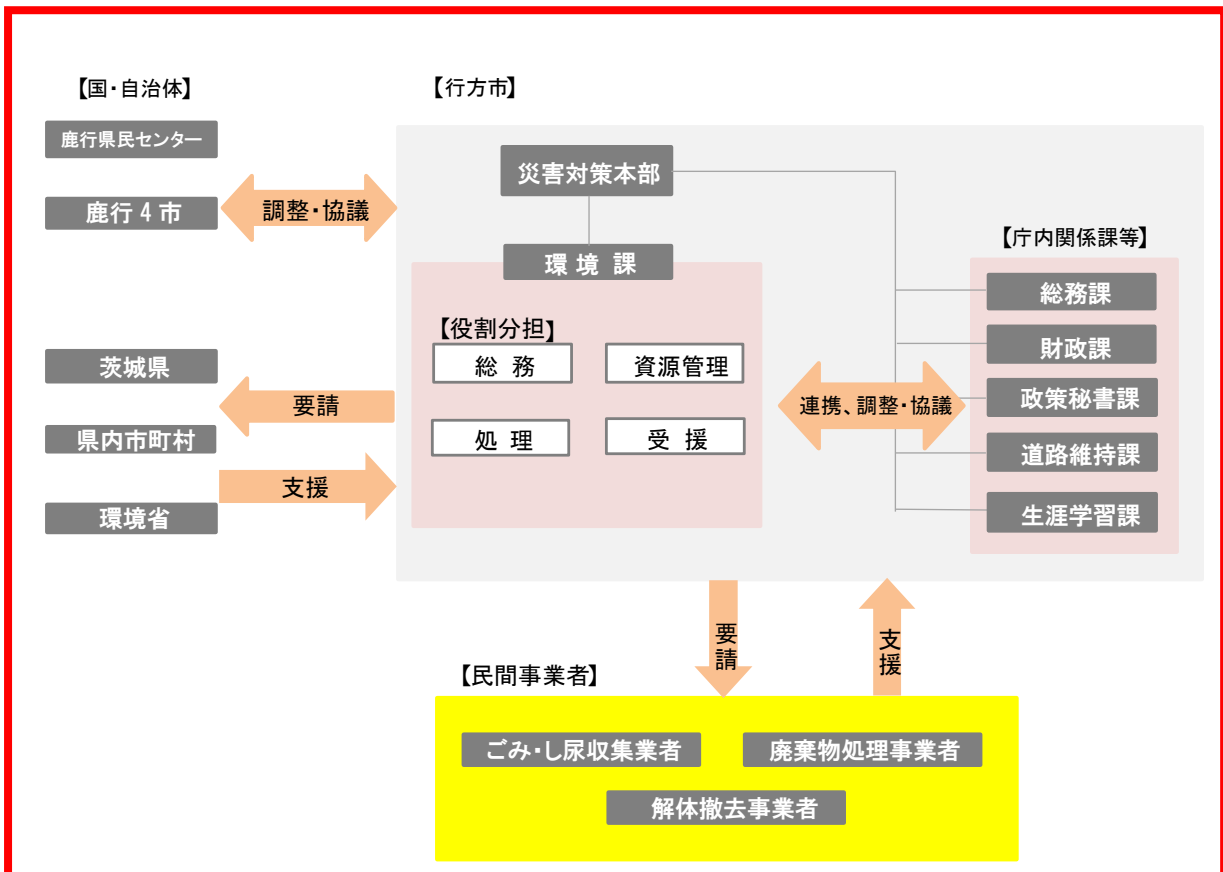 【国・自治体】
鹿行県民センター
鹿行 4 市
調整・協議
茨城県
要請
県内市町村
支援
環境省
【行方市】
災害対策本部
環 境 課
【役割分担】
総 務
資源管理
処 理
受 援
連携、調整・協議
【庁内関係課等】
総務課
財政課
政策秘書課
道路維持課
生涯学習課
要請
支援
【民間事業者】
ごみ・し尿収集業者
廃棄物処理事業者
解体撤去事業者